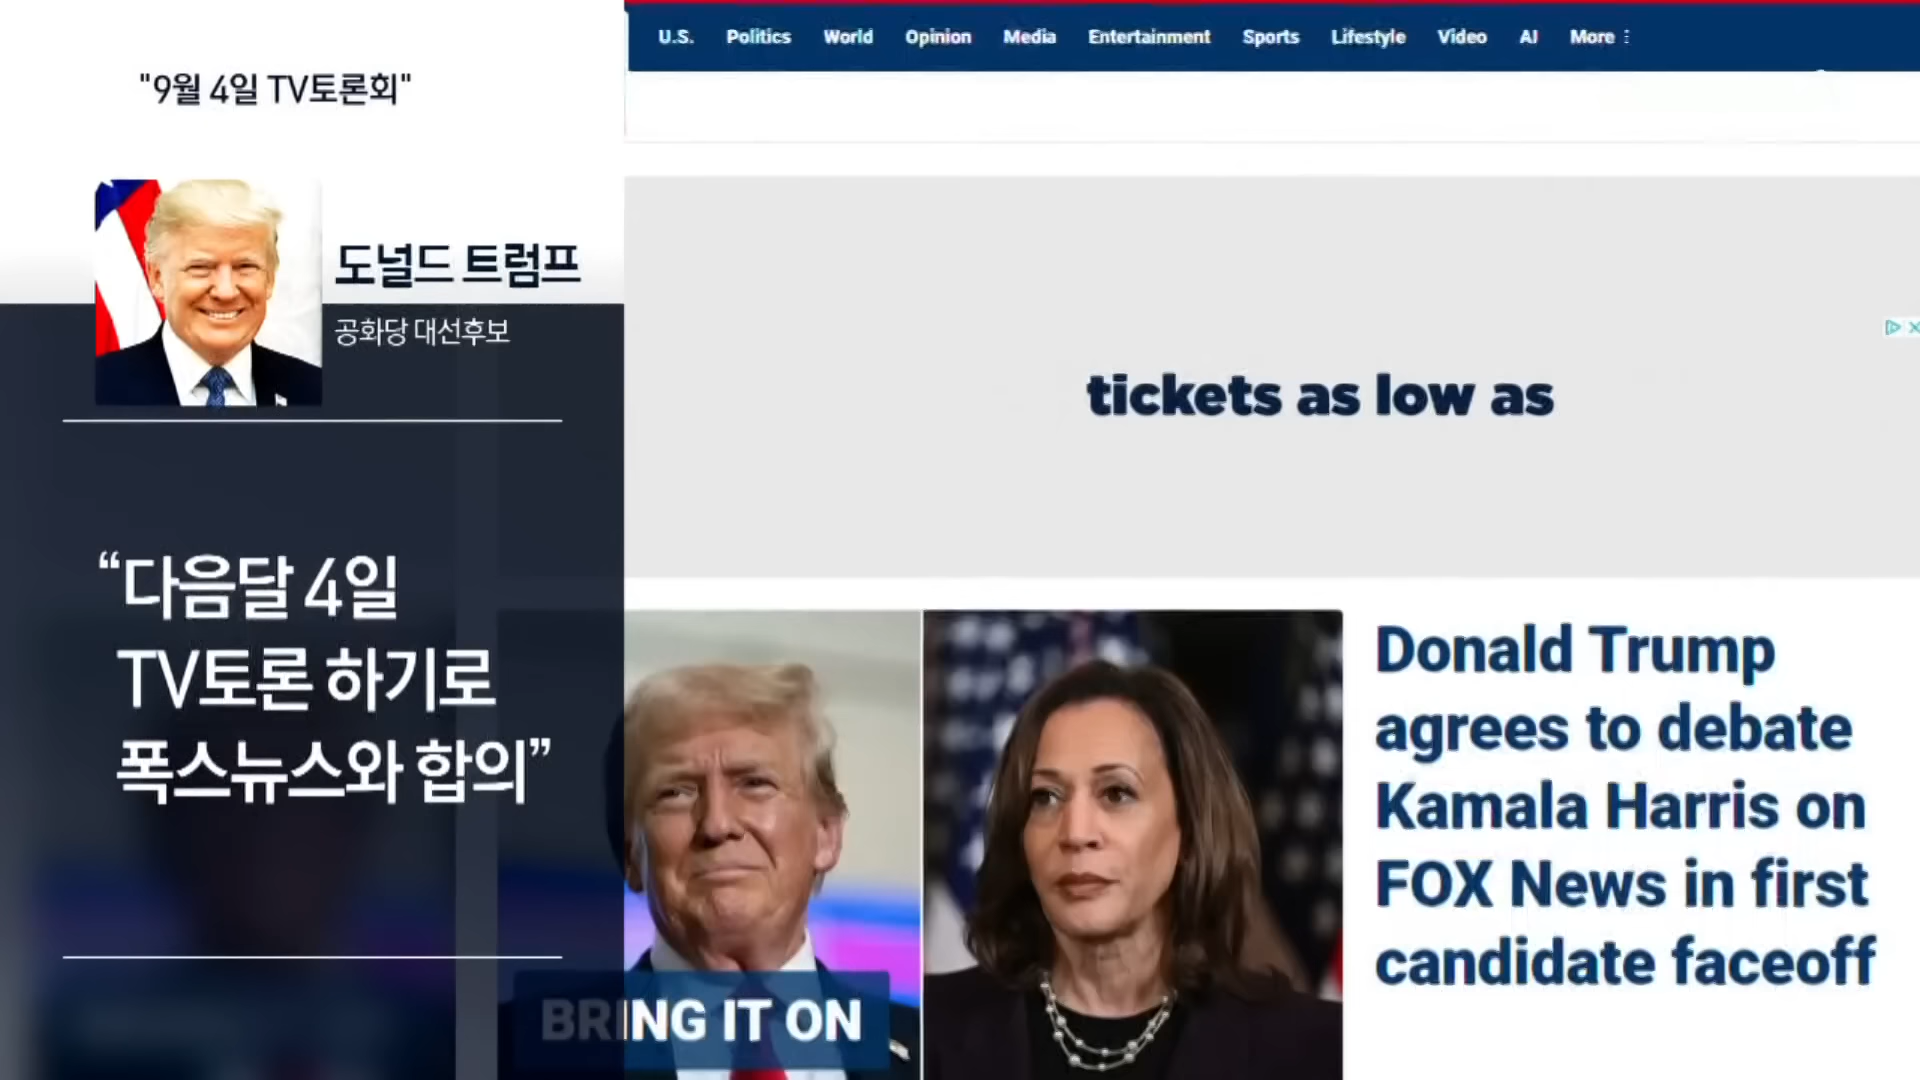 "9월 4일 TV토론회"
도널드 트럼프
공화당 대선후보
“다음달 4일
TV토론 하기로
폭스뉴스와 합의”
U.S. Politics World Opinion Media Entertainment Sports Lifestyle Video AI More
tickets as low as
BRING IT ON
Donald Trump
agrees to debate
Kamala Harris on
FOX News in first
candidate faceoff